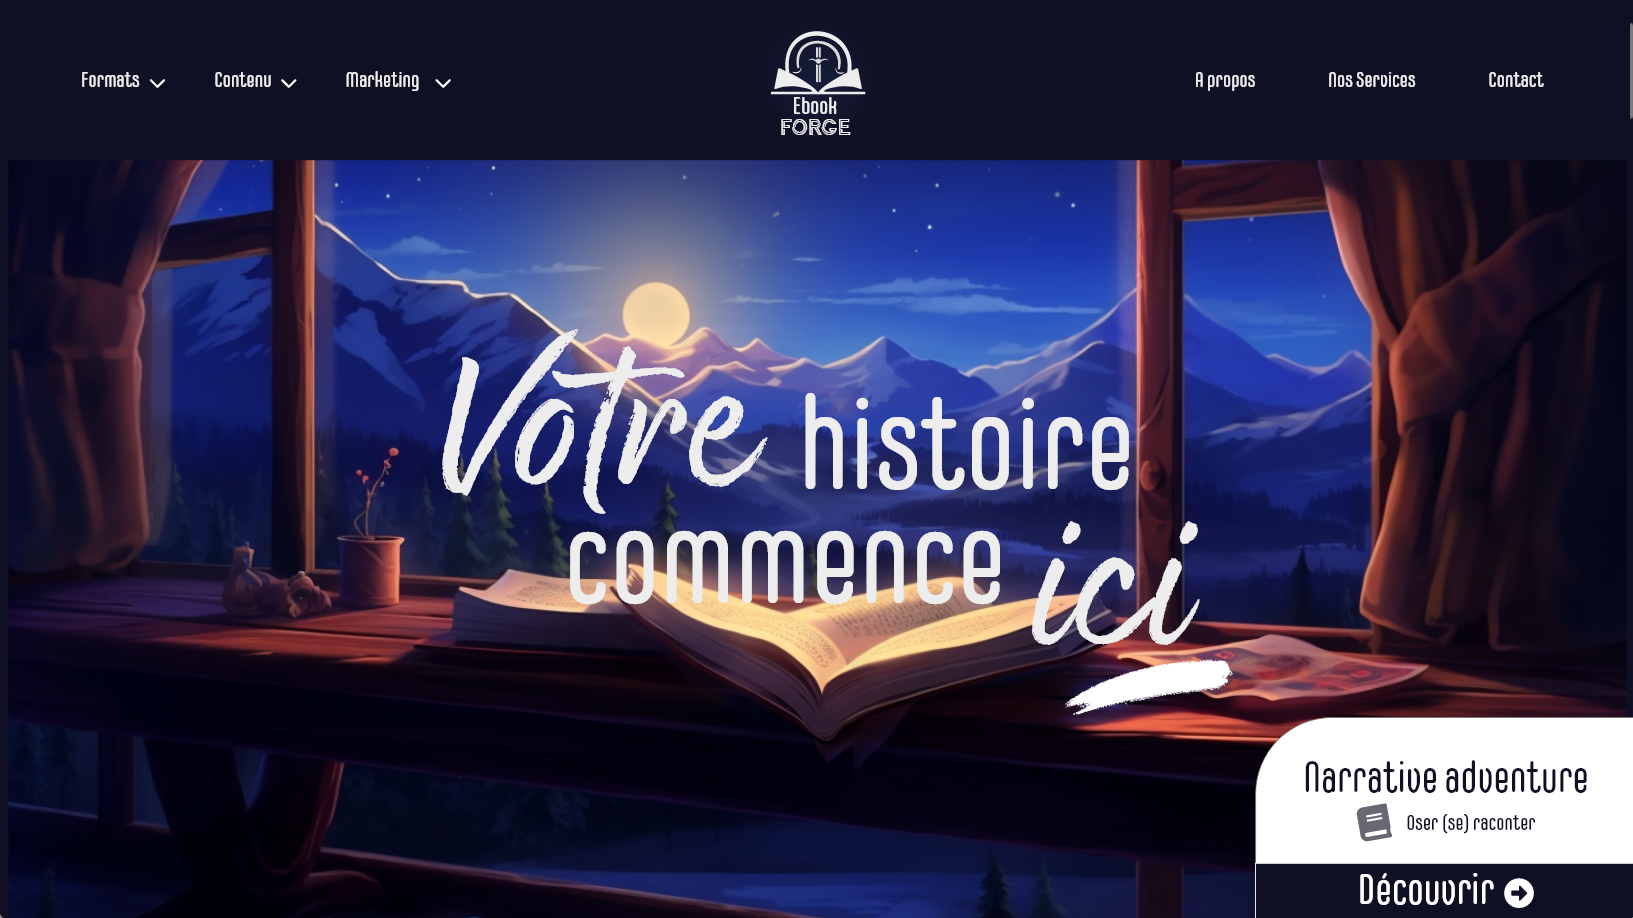 Formats
Contenu
Marketing
Ebook
FORGE
A propos
Nos Services
Contact
Votre histoire
commence ici
Narrative adventure
Oser (se) raconter
Découvrir